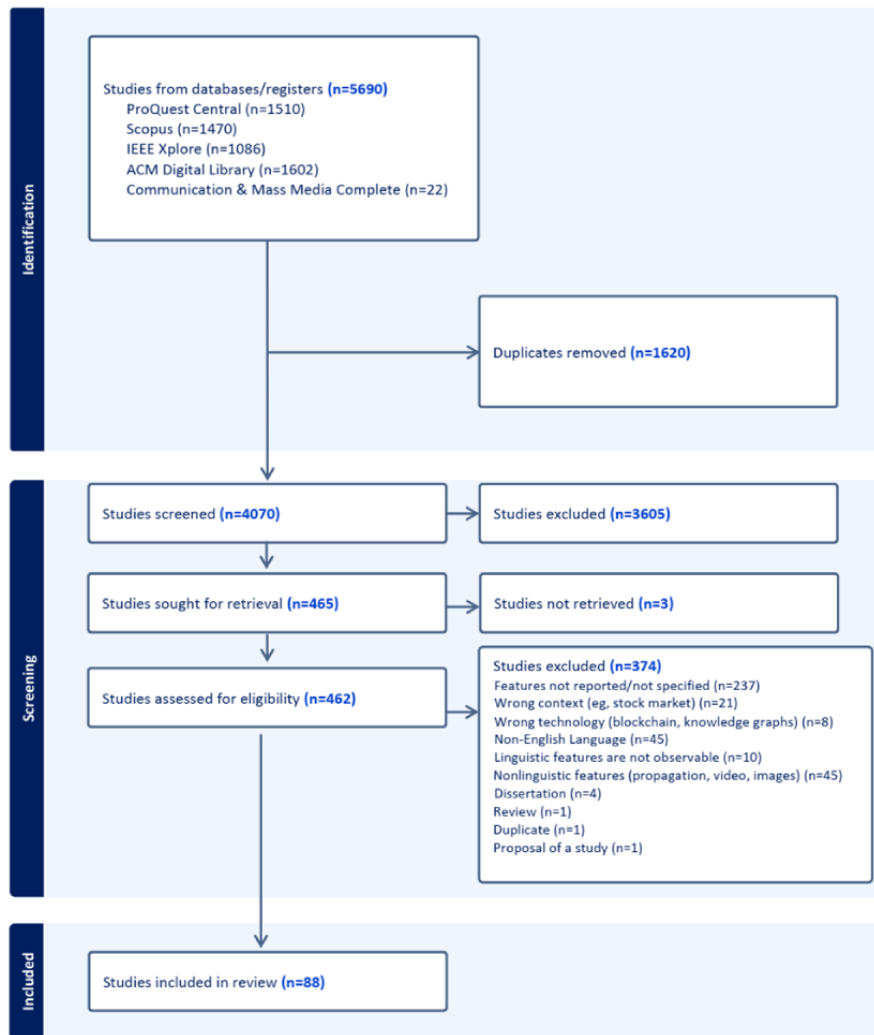 Identification
Studies from databases/registers (n=5690)
ProQuest Central (n=1510)
Scopus (n=1470)
IEEE Xplore (n=1086)
ACM Digital Library (n=1602)
Communication & Mass Media Complete (n=22)
Duplicates removed (n=1620)
Screening
Studies screened (n=4070)
Studies excluded (n=3605)
Studies sought for retrieval (n=465)
Studies not retrieved (n=3)
Studies assessed for eligibility (n=462)
Studies excluded (n=374)
Features not reported/not specified (n=237)
Wrong context (eg, stock market) (n=21)
Wrong technology (blockchain, knowledge graphs) (n=8)
Non-English Language (n=45)
Linguistic features are not observable (n=10)
Nonlinguistic features (propagation, video, images) (n=45)
Dissertation (n=4)
Review (n=1)
Duplicate (n=1)
Proposal of a study (n=1)
Included
Studies included in review (n=88)